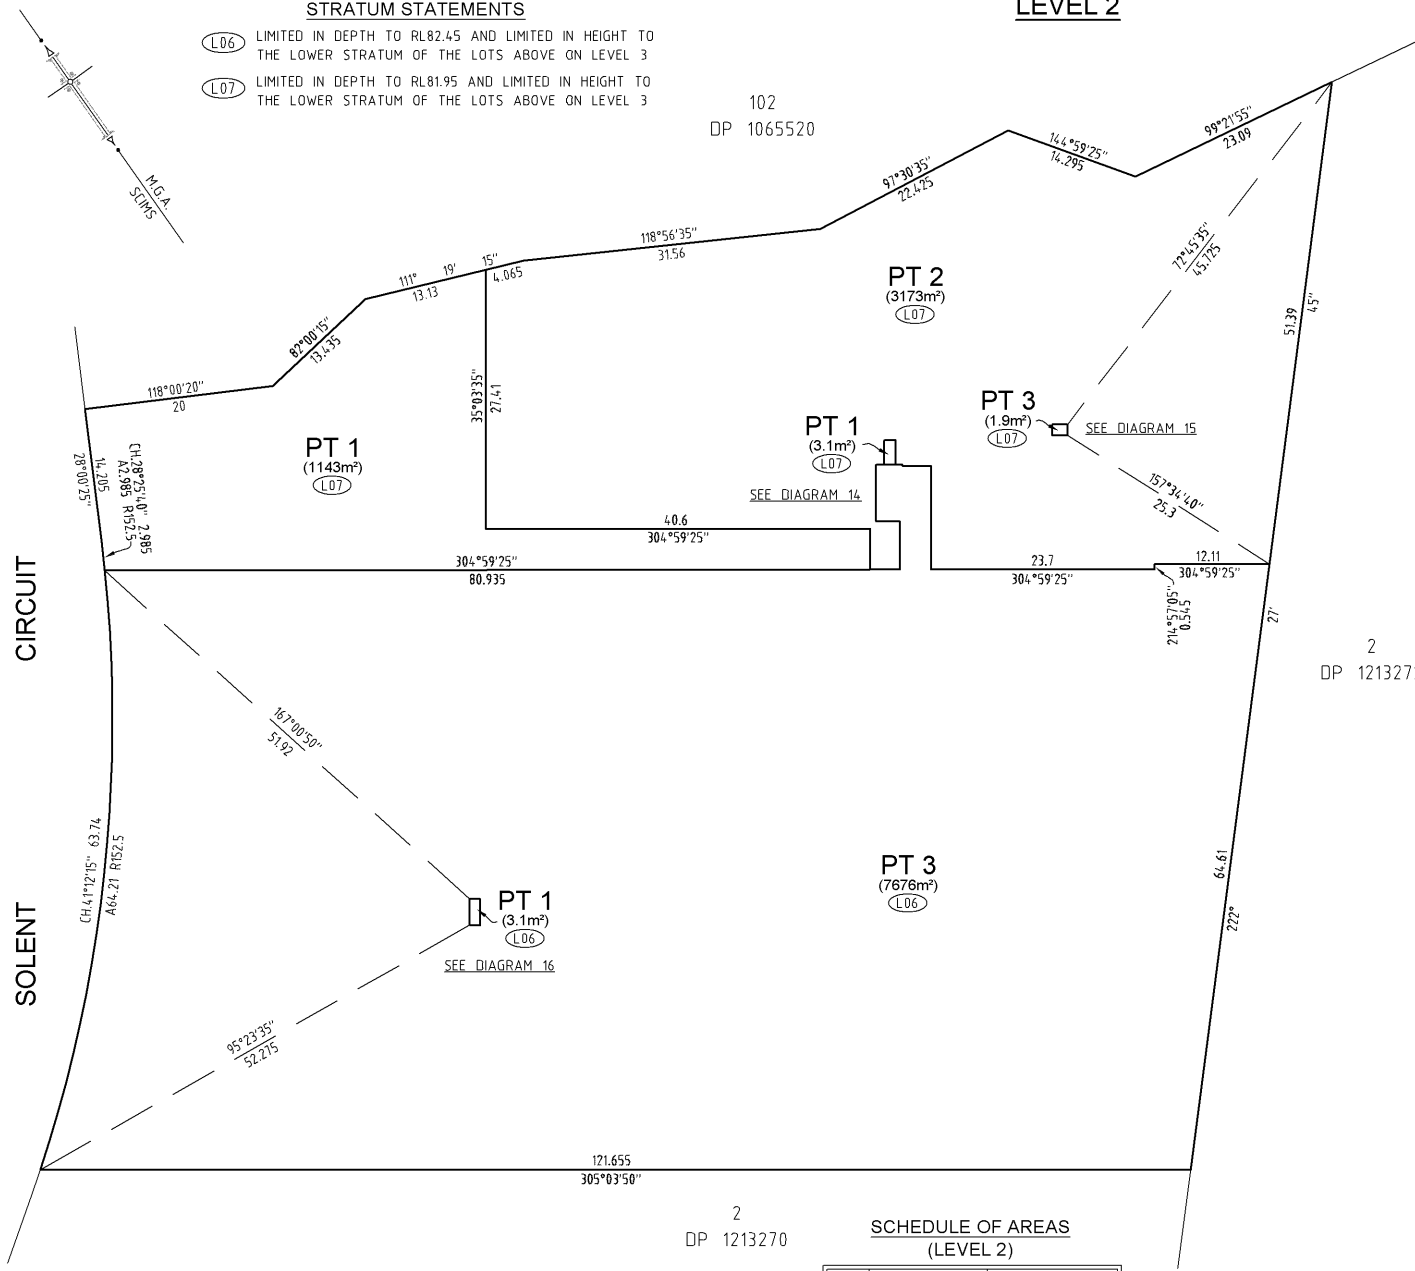 STRATUM STATEMENTS
LEVEL 2
L06 LIMITED IN DEPTH TO RL82.45 AND LIMITED IN HEIGHT TO
THE LOWER STRATUM OF THE LOTS ABOVE ON LEVEL 3
L07 LIMITED IN DEPTH TO RL81.95 AND LIMITED IN HEIGHT TO
THE LOWER STRATUM OF THE LOTS ABOVE ON LEVEL 3
M.G.A.
SCIMS
102
DP 1065520
99°21'55"
23.09
144°59'25"
14.295
97°30'35"
22.425
118°56'35"
31.56
111° 19' 15"
13.13
4.065
82°00'15"
13.435
118°00'20"
20
72°45'35"
45.725
51.39
45"
PT 2
(3173m²)
L07
35°03'35"
27.41
PT 3
(1.9m²)
L07
SEE DIAGRAM 15
PT 1
(3.1m²)
L07
SEE DIAGRAM 14
PT 1
(1143m²)
L07
14.205
28°00'25"
CH.28°25'40" 2.985
A2.985 R152.5
157°34'40"
25.3
40.6
304°59'25"
304°59'25"
80.935
23.7
304°59'25"
12.11
304°59'25"
214°57'05"
0.545
27'
CIRCUIT
2
DP 121327
167°00'50"
51.92
CH.41°12'15" 63.74
A64.21 R152.5
64.61
222°
PT 3
(7676m²)
L06
PT 1
(3.1m²)
L06
SEE DIAGRAM 16
SOLENT
95°23'35"
52.275
121.655
305°03'50"
2
DP 1213270
SCHEDULE OF AREAS
(LEVEL 2)